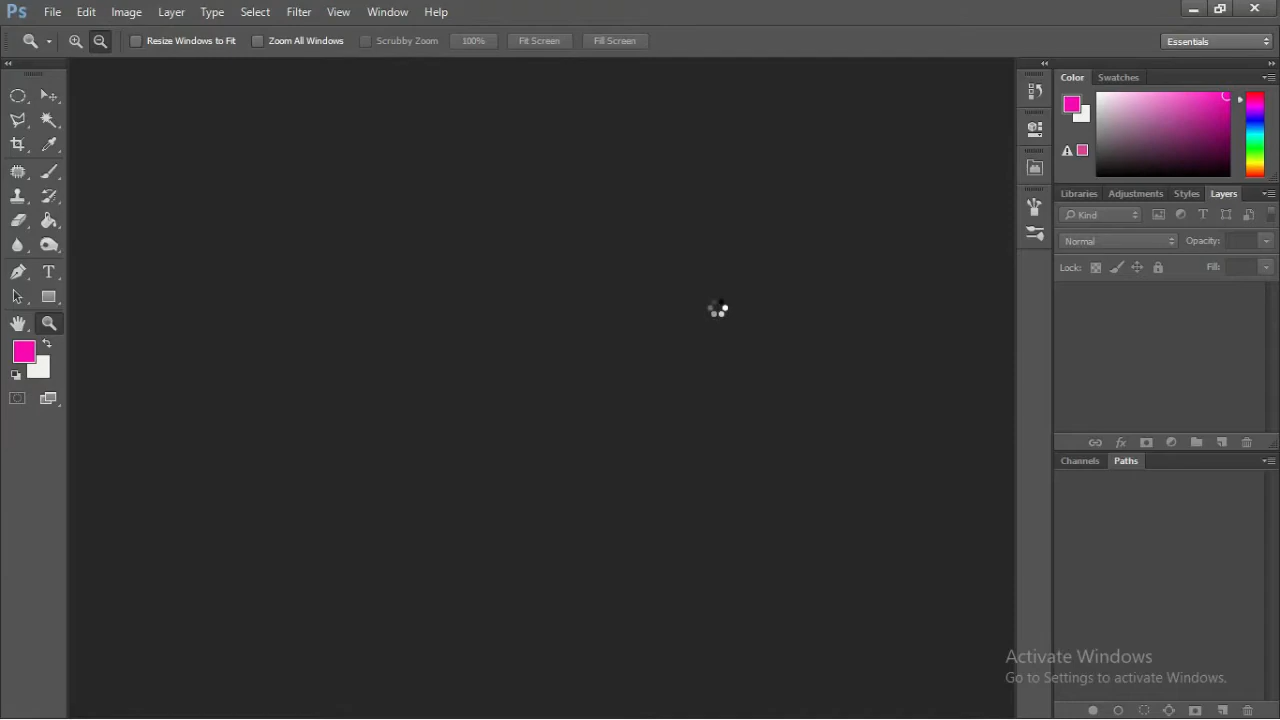 Ps File Edit Image Layer Type Select Filter View Window Help
Resize Windows to Fit Zoom All Windows Scrubby Zoom 100% Fit Screen Fill Screen Essentials
Color Swatches
Libraries Adjustments Styles Layers
Kind T
Normal Opacity:
Lock: Fill:
T
fx
Channels Paths
Activate Windows
Go to Settings to activate Windows.